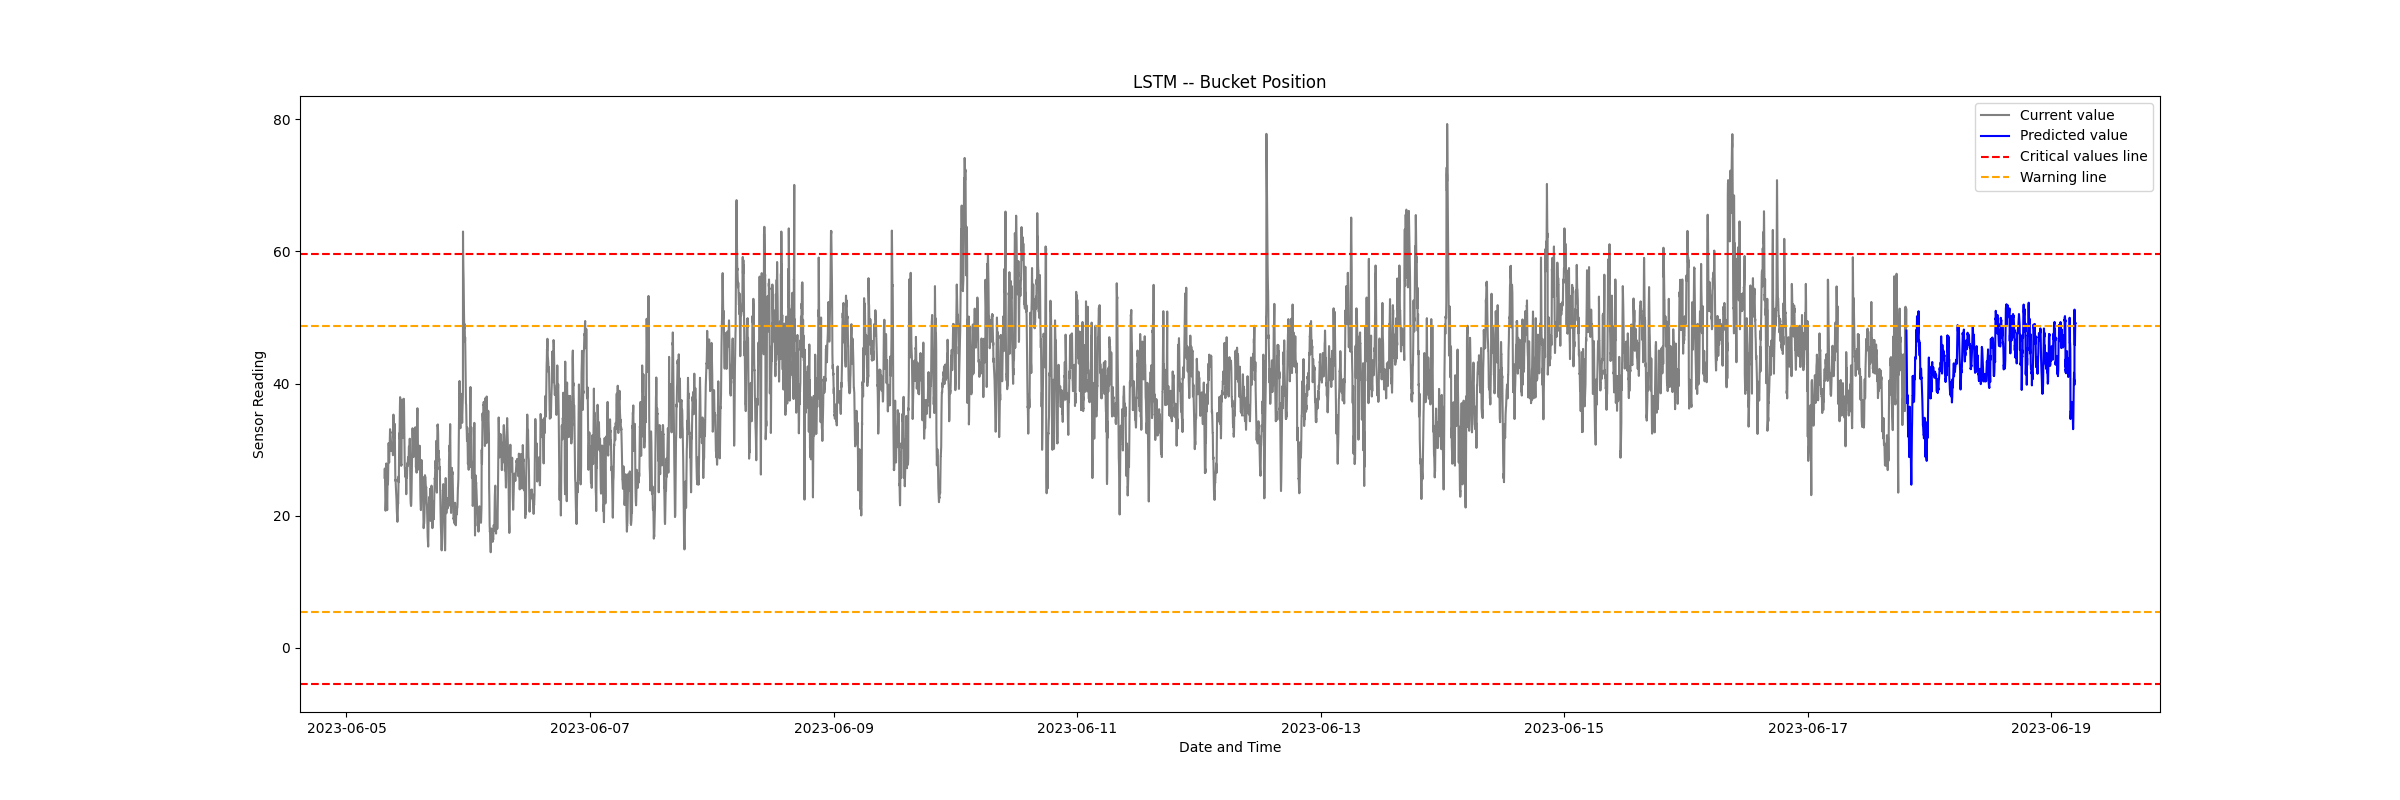 LSTM -- Bucket Position
80
60
40
20
0
Sensor Reading
Current value
Predicted value
Critical values line
Warning line
2023-06-05 2023-06-07 2023-06-09 2023-06-11 2023-06-13 2023-06-15 2023-06-17 2023-06-19
Date and Time